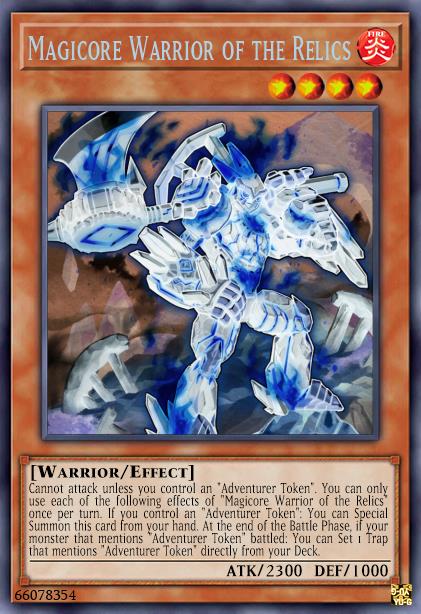 MAGICORE WARRIOR OF THE RELICS
FIRE
炎
[WARRIOR/EFFECT]
Cannot attack unless you control an "Adventurer Token". You can only
use each of the following effects of "Magicore Warrior of the Relics"
once per turn. If you control an "Adventurer Token": You can Special
Summon this card from your hand. At the end of the Battle Phase, if your
monster that mentions "Adventurer Token" battled: You can Set 1 Trap
that mentions "Adventurer Token" directly from your Deck.
ATK/2300 DEF/1000
66078354